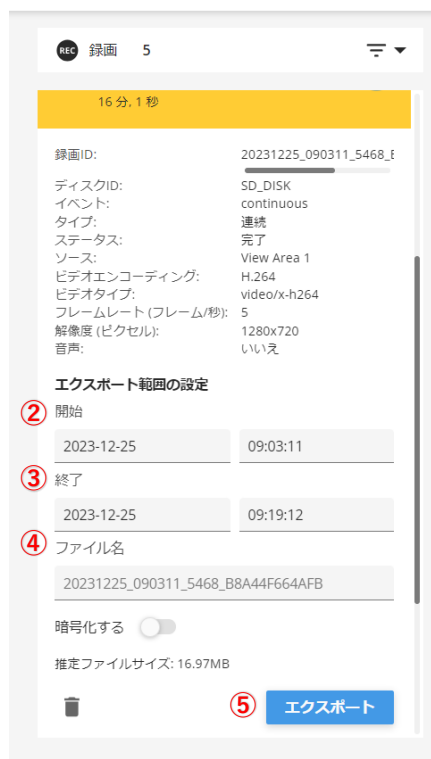 REC 録画 5
16 分, 1 秒
録画ID: 20231225_090311_5468_
ディスクID: SD_DISK
イベント: continuous
タイプ: 連続
ステータス: 完了
ソース: View Area 1
ビデオエンコーディング: H.264
ビデオタイプ: video/x-h264
フレームレート (フレーム/秒): 5
解像度 (ピクセル): 1280x720
音声: いいえ
エクスポート範囲の設定
② 開始
2023-12-25 09:03:11
③ 終了
2023-12-25 09:19:12
④ ファイル名
20231225_090311_5468_B8A44F664AFB
暗号化する
推定ファイルサイズ: 16.97MB
⑤ エクスポート